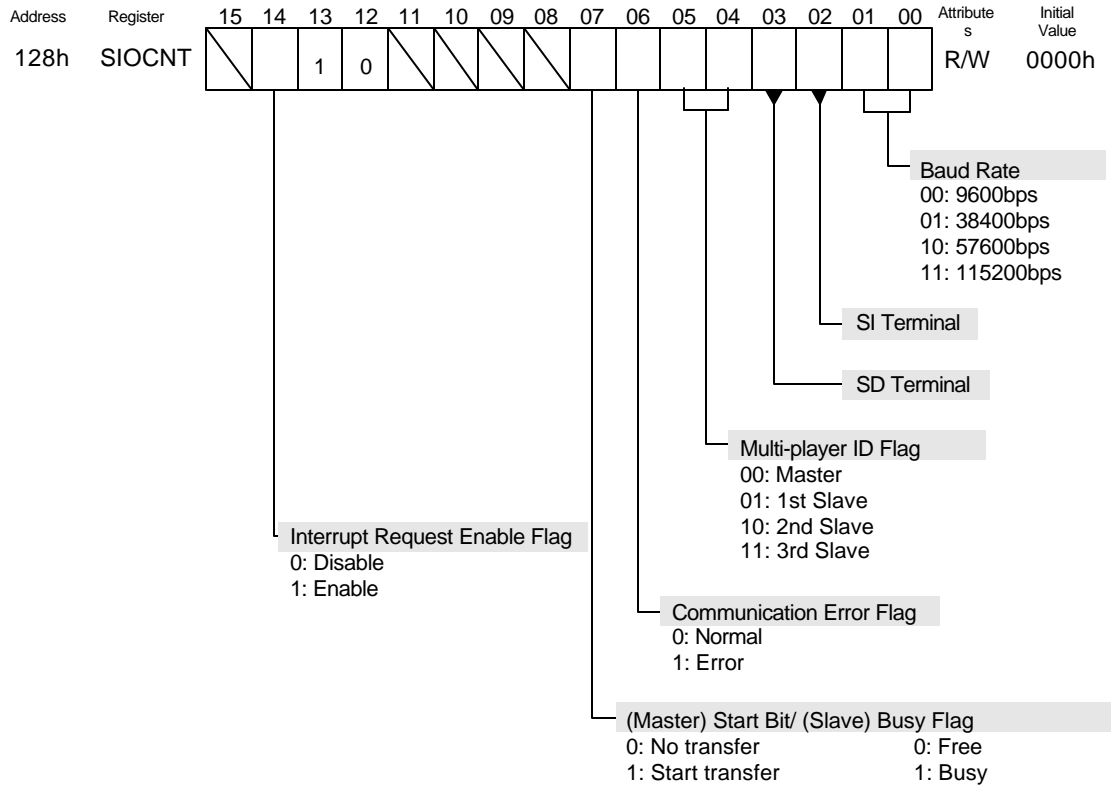 Address Register 15 14 13 12 11 10 09 08 07 06 05 04 03 02 01 00 Attribute
s Initial
Value
128h SIOCNT 1 0 R/W 0000h
Baud Rate
00: 9600bps
01: 38400bps
10: 57600bps
11: 115200bps
SI Terminal
SD Terminal
Multi-player ID Flag
00: Master
01: 1st Slave
10: 2nd Slave
11: 3rd Slave
Interrupt Request Enable Flag
0: Disable
1: Enable
Communication Error Flag
0: Normal
1: Error
(Master) Start Bit/ (Slave) Busy Flag
0: No transfer 0: Free
1: Start transfer 1: Busy